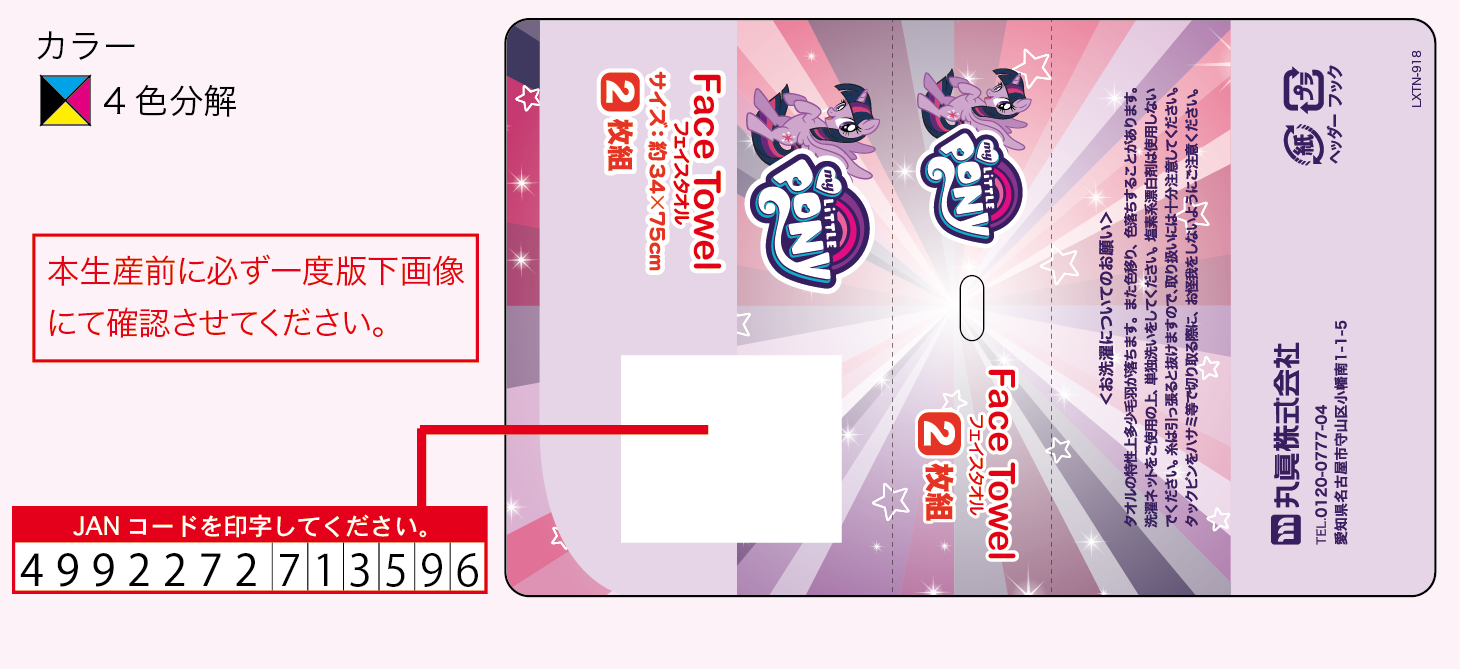 カラー
4色分解
本生産前に必ず一度版下画像
にて確認させてください。
JANコードを印字してください。
4992272713596
Face Towel
フェイスタオル
サイズ：約34×75cm
2枚組
my LITTLE PONY
my LITTLE PONY
Face Towel
フェイスタオル
2枚組
<お洗濯についてのお願い>
タオルの特性上多少毛羽が落ちます。また色移り、色落ちすることがあります。
洗濯ネットをご使用の上、単独洗いをしてください。塩素系漂白剤は使用しない
でください。糸は引っ張ると抜けますので、取り扱いには十分注意してください。
タックピンをハサミ等で切り取る際に、お怪我をしないようにご注意ください。
紙 プラ
ヘッダー フック
丸眞株式会社
TEL.0120-0777-04
愛知県名古屋市守山区小幡南1-1-5
LXTN-918